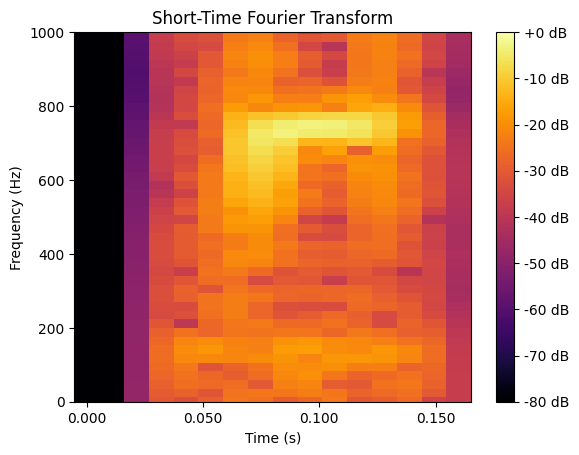 Short-Time Fourier Transform
1000
800
600
400
200
0
Frequency (Hz)
0.000
0.050
0.100
0.150
Time (s)
+0 dB
-10 dB
-20 dB
-30 dB
-40 dB
-50 dB
-60 dB
-70 dB
-80 dB